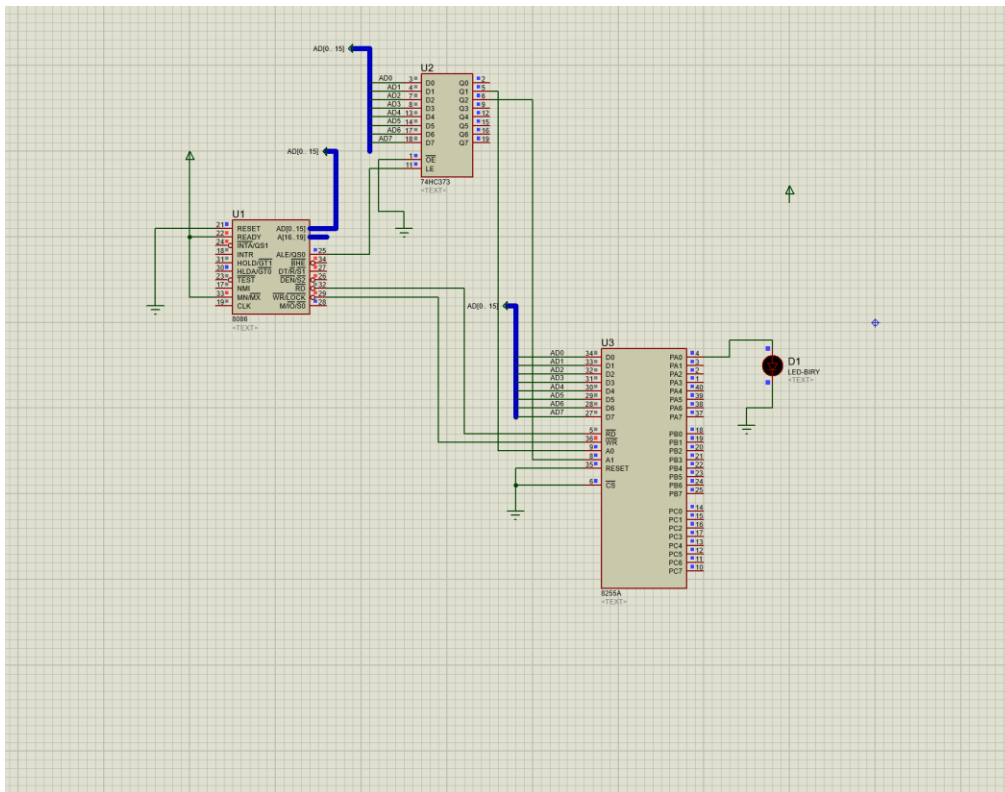 AD[0..15]
U2
AD0 3 D0 Q0 2
AD1 4 D1 Q1 5
AD2 7 D2 Q2 6
AD3 8 D3 Q3 9
AD4 13 D4 Q4 12
AD5 14 D5 Q5 15
AD6 17 D6 Q6 16
AD7 18 D7 Q7 19
1 OE
11 LE
74HC373
<TEXT>
AD[0..15]
U1
21 RESET AD[0..15]
22 READY A[16..19]
24 INTA/QS1
18 INTR ALE/QS0 25
31 HOLD/GT1 BHE 34
30 HLDA/GT0 DT/R/S1 27
23 TEST DEN/S2 26
17 NMI RD 32
33 MN/MX WR/LOCK 29
19 CLK M/IO/S0 28
8086
<TEXT>
AD[0..15]
U3
AD0 34 D0 PA0 4
AD1 33 D1 PA1 3
AD2 32 D2 PA2 2
AD3 31 D3 PA3 1
AD4 30 D4 PA4 40
AD5 29 D5 PA5 39
AD6 28 D6 PA6 38
AD7 27 D7 PA7 37
5 RD PB0 18
36 WR PB1 19
9 A0 PB2 20
8 A1 PB3 21
35 RESET PB4 22
PB5 23
6 CS PB6 24
PB7 25
PC0 14
PC1 15
PC2 16
PC3 17
PC4 13
PC5 12
PC6 11
PC7 10
8255A
<TEXT>
D1
LED-BIRY
<TEXT>